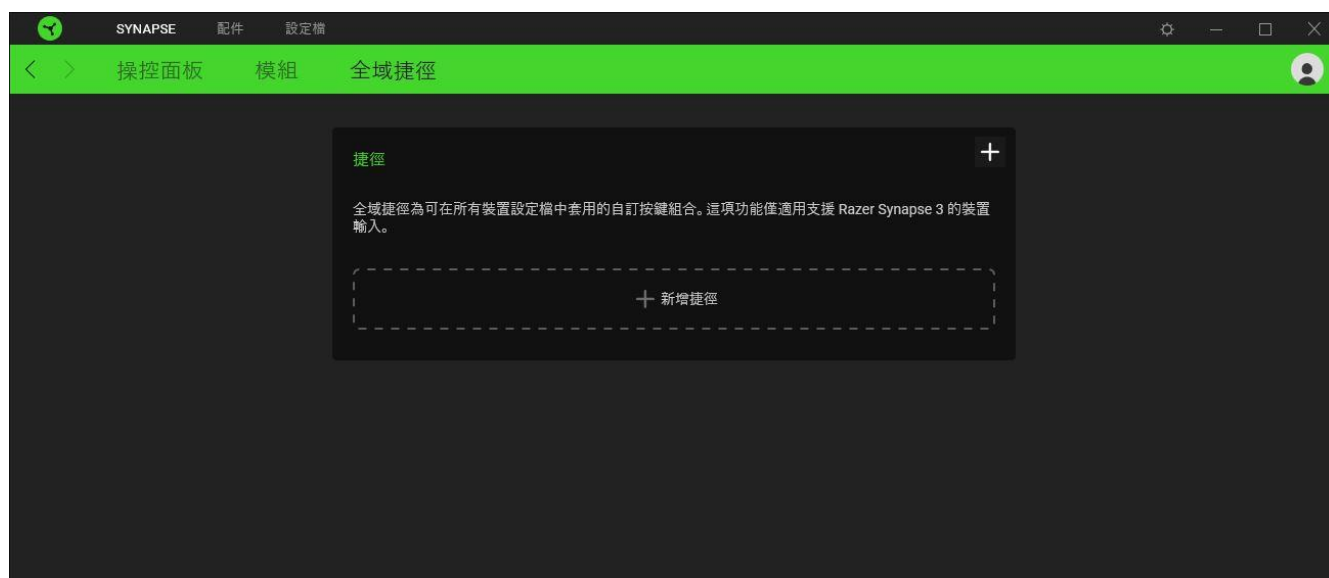 SYNAPSE 配件 設定檔
操控面板 模組 全域捷徑
捷徑
全域捷徑為可在所有裝置設定檔中套用的自訂按鍵組合。這項功能僅適用支援 Razer Synapse 3 的裝置
輸入。
新增捷徑